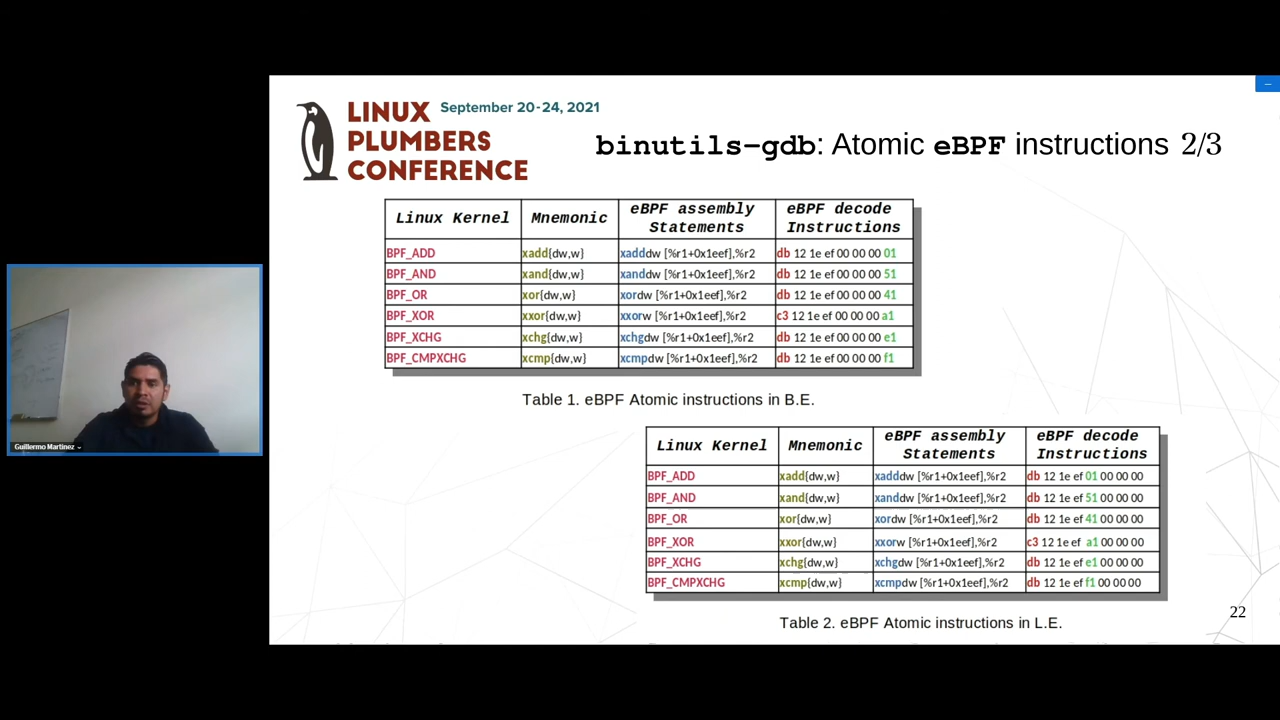 LINUX
PLUMBERS
CONFERENCE
September 20-24, 2021
binutils-gdb: Atomic eBPF instructions 2/3
Linux Kernel Mnemonic eBPF assembly Statements eBPF decode Instructions
BPF_ADD xadd{dw,w} xadddw [%r1+0x1eef],%r2 db 12 1e ef 00 00 00 01
BPF_AND xand{dw,w} xanddw [%r1+0x1eef],%r2 db 12 1e ef 00 00 00 51
BPF_OR xor{dw,w} xordw [%r1+0x1eef],%r2 db 12 1e ef 00 00 00 41
BPF_XOR xxor{dw,w} xxorw [%r1+0x1eef],%r2 c3 12 1e ef 00 00 00 a1
BPF_XCHG xchg{dw,w} xchgdw [%r1+0x1eef],%r2 db 12 1e ef 00 00 00 e1
BPF_CMPXCHG xcmp{dw,w} xcmpdw [%r1+0x1eef],%r2 db 12 1e ef 00 00 00 f1
Table 1. eBPF Atomic instructions in B.E.
Linux Kernel Mnemonic eBPF assembly Statements eBPF decode Instructions
BPF_ADD xadd{dw,w} xadddw [%r1+0x1eef],%r2 db 12 1e ef 01 00 00 00
BPF_AND xand{dw,w} xanddw [%r1+0x1eef],%r2 db 12 1e ef 51 00 00 00
BPF_OR xor{dw,w} xordw [%r1+0x1eef],%r2 db 12 1e ef 41 00 00 00
BPF_XOR xxor{dw,w} xxorw [%r1+0x1eef],%r2 c3 12 1e ef a1 00 00 00
BPF_XCHG xchg{dw,w} xchgdw [%r1+0x1eef],%r2 db 12 1e ef e1 00 00 00
BPF_CMPXCHG xcmp{dw,w} xcmpdw [%r1+0x1eef],%r2 db 12 1e ef f1 00 00 00
Table 2. eBPF Atomic instructions in L.E.
22
Guillermo Martinez